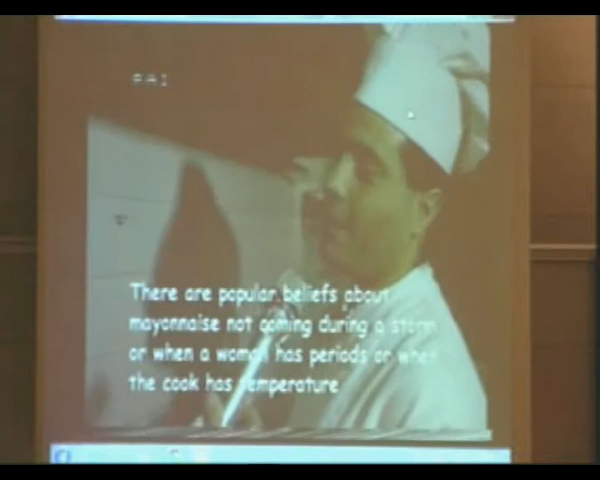 RAI
There are popular beliefs about
mayonnaise not coming during a storm
or when a woman has periods or when
the cook has temperature